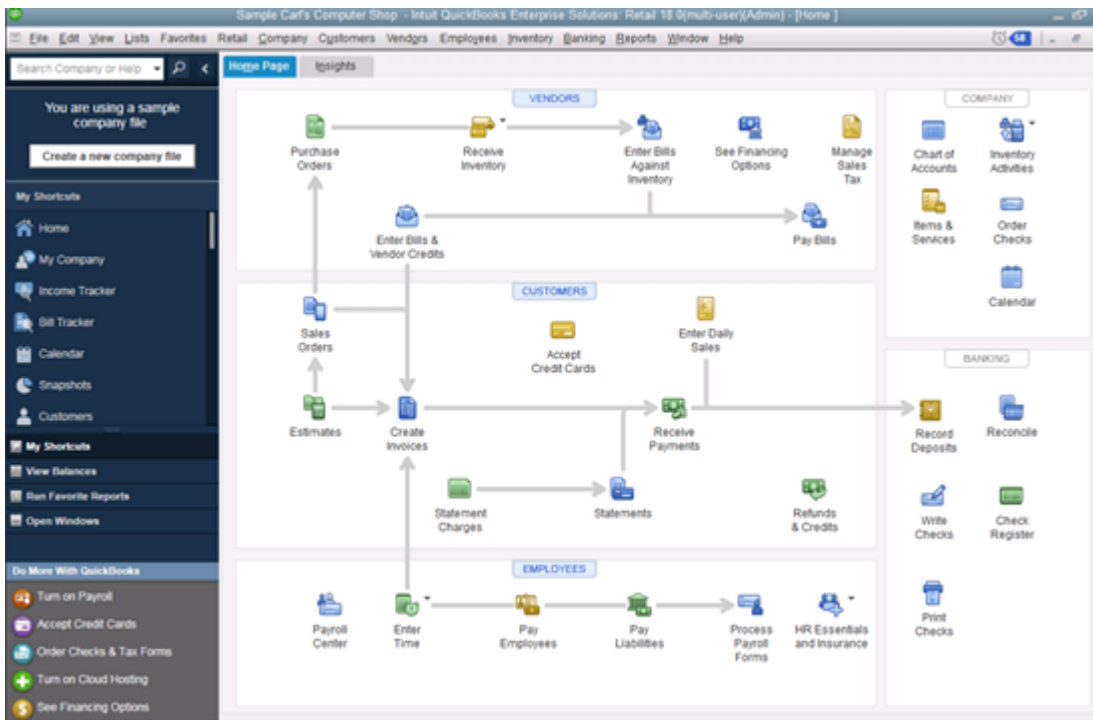 Sample Carl's Computer Shop - Intuit QuickBooks Enterprise Solutions: Retail 18.0(multi-user)(Admin) - [Home ]
File Edit View Lists Favorites Retail Company Customers Vendors Employees Inventory Banking Reports Window Help
58
Search Company or Help
Home Page
Insights
You are using a sample
company file
Create a new company file
My Shortcuts
Home
My Company
Income Tracker
Bill Tracker
Calendar
Snapshots
Customers
My Shortcuts
View Balances
Run Favorite Reports
Open Windows
Do More With QuickBooks
Turn on Payroll
Accept Credit Cards
Order Checks & Tax Forms
Turn on Cloud Hosting
See Financing Options
VENDORS
Purchase
Orders
Receive
Inventory
Enter Bills
Against
Inventory
See Financing
Options
Manage
Sales
Tax
Enter Bills &
Vendor Credits
Pay Bills
CUSTOMERS
Sales
Orders
Accept
Credit Cards
Enter Daily
Sales
Estimates
Create
Invoices
Receive
Payments
Statement
Charges
Statements
Refunds
& Credits
EMPLOYEES
Payroll
Center
Enter
Time
Pay
Employees
Pay
Liabilities
Process
Payroll
Forms
HR Essentials
and Insurance
COMPANY
Chart of
Accounts
Inventory
Activities
Items &
Services
Order
Checks
Calendar
BANKING
Record
Deposits
Reconcile
Write
Checks
Check
Register
Print
Checks